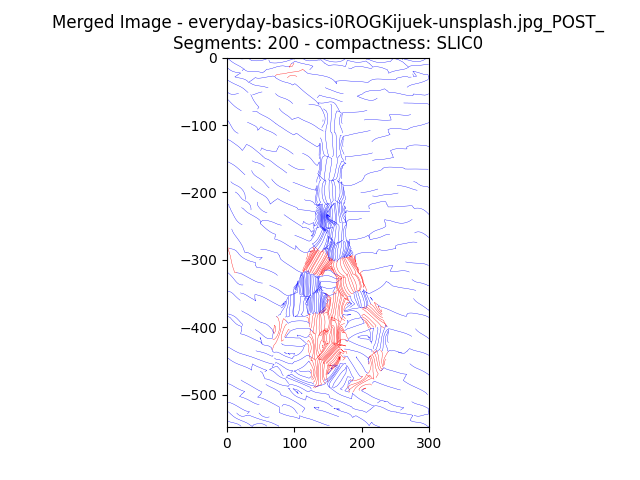 Merged Image - everyday-basics-i0ROGKijuek-unsplash.jpg_POST_
Segments: 200 - compactness: SLIC0
0
−100
−200
−300
−400
−500
0 100 200 300